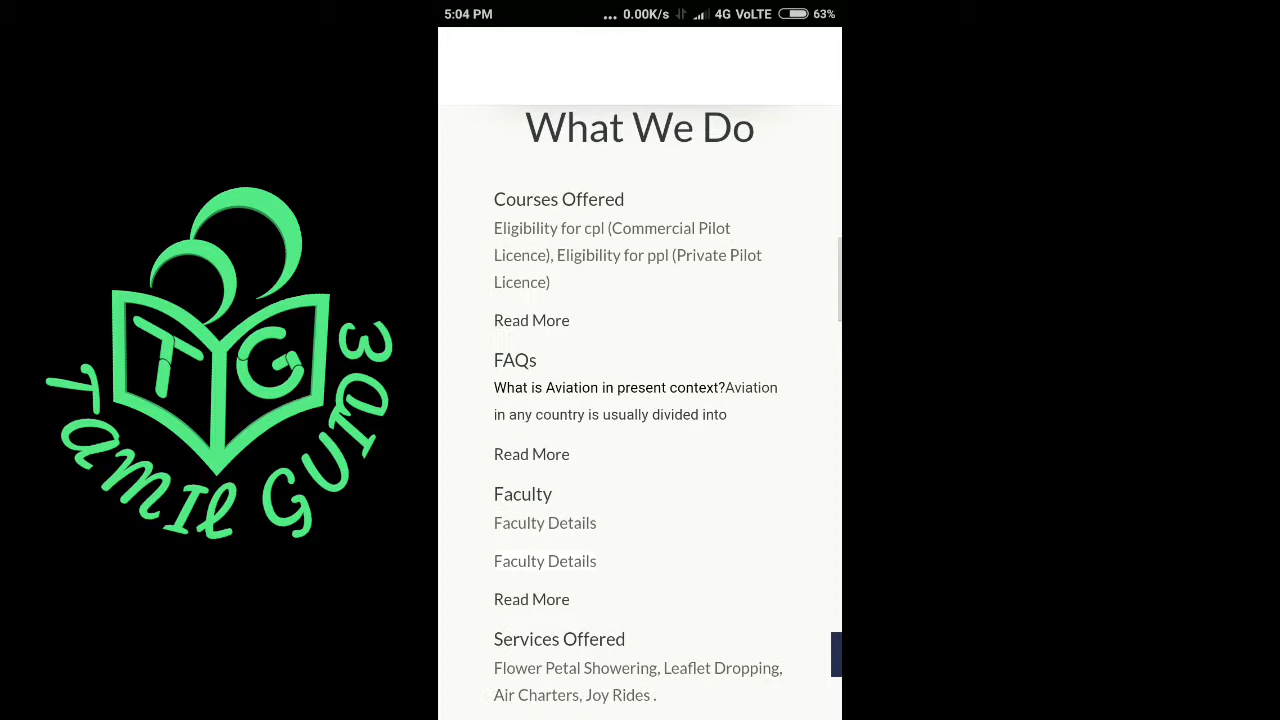 5:04 PM ... 0.00K/s 4G VoLTE 63%
What We Do
Courses Offered
Eligibility for cpl (Commercial Pilot
Licence), Eligibility for ppl (Private Pilot
Licence)
Read More
FAQs
What is Aviation in present context?Aviation
in any country is usually divided into
Read More
Faculty
Faculty Details
Faculty Details
Read More
Services Offered
Flower Petal Showering, Leaflet Dropping,
Air Charters, Joy Rides .
TG
TamIl GUIDE